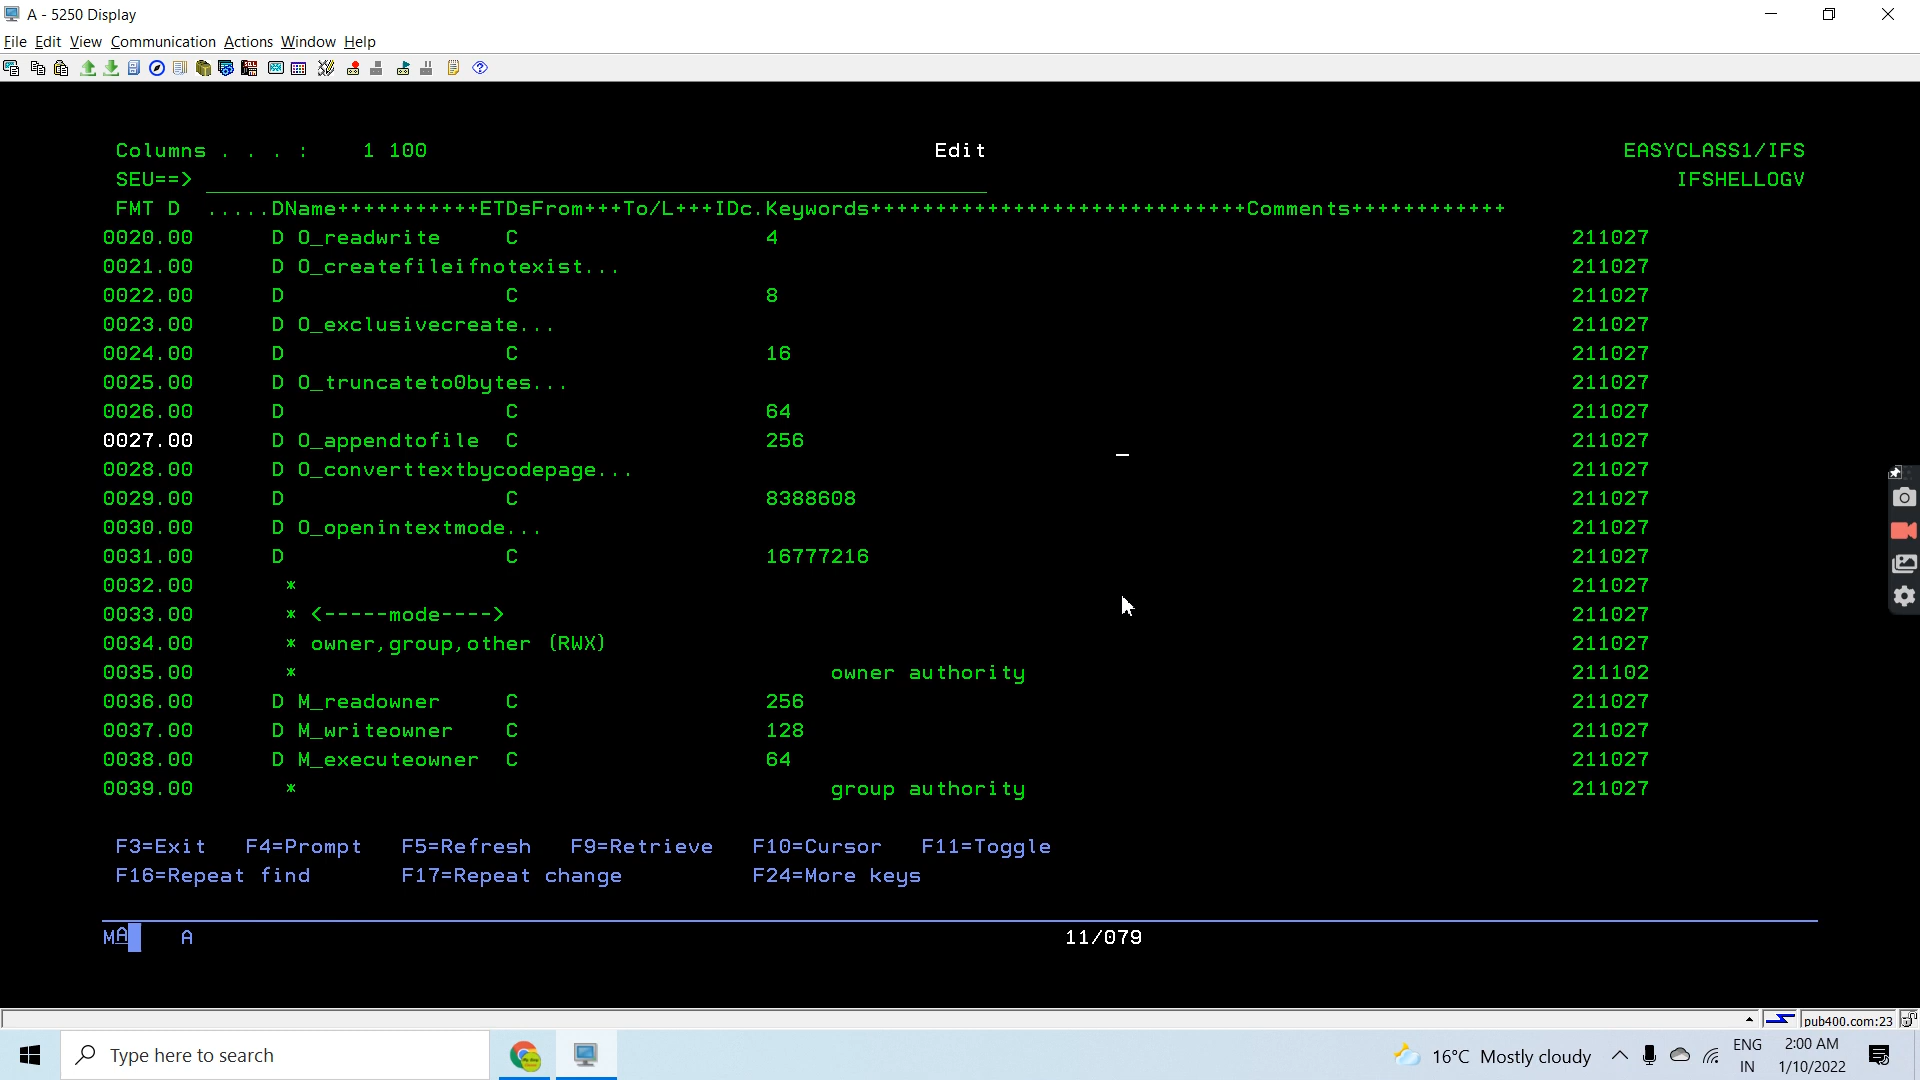 A - 5250 Display
File Edit View Communication Actions Window Help
Columns . . . :    1 100                                       Edit                                                 EASYCLASS1/IFS
SEU==>                                                                                                                  IFSHELLOGV
FMT D  .....DName+++++++++++ETDsFrom+++To/L+++IDc.Keywords+++++++++++++++++++++++++++++Comments++++++++++++
0020.00      D O_readwrite     C                   4                                                             211027
0021.00      D O_createfileifnotexist...                                                                         211027
0022.00      D                 C                   8                                                             211027
0023.00      D O_exclusivecreate...                                                                              211027
0024.00      D                 C                   16                                                            211027
0025.00      D O_truncateto0bytes...                                                                             211027
0026.00      D                 C                   64                                                            211027
0027.00      D O_appendtofile  C                   256                                                           211027
0028.00      D O_converttextbycodepage...                                                                        211027
0029.00      D                 C                   8388608                                                       211027
0030.00      D O_openintextmode...                                                                               211027
0031.00      D                 C                   16777216                                                      211027
0032.00       *                                                                                                 211027
0033.00       * <-----mode---->                                                                                 211027
0034.00       * owner,group,other (RWX)                                                                         211027
0035.00       *                                         owner authority                                         211102
0036.00      D M_readowner     C                   256                                                           211027
0037.00      D M_writeowner    C                   128                                                           211027
0038.00      D M_executeowner  C                   64                                                            211027
0039.00       *                                         group authority                                         211027
F3=Exit   F4=Prompt   F5=Refresh   F9=Retrieve   F10=Cursor   F11=Toggle
F16=Repeat find       F17=Repeat change          F24=More keys
MA    A    11/079
pub400.com:23
Type here to search
16°C Mostly cloudy
ENG
IN
2:00 AM
1/10/2022